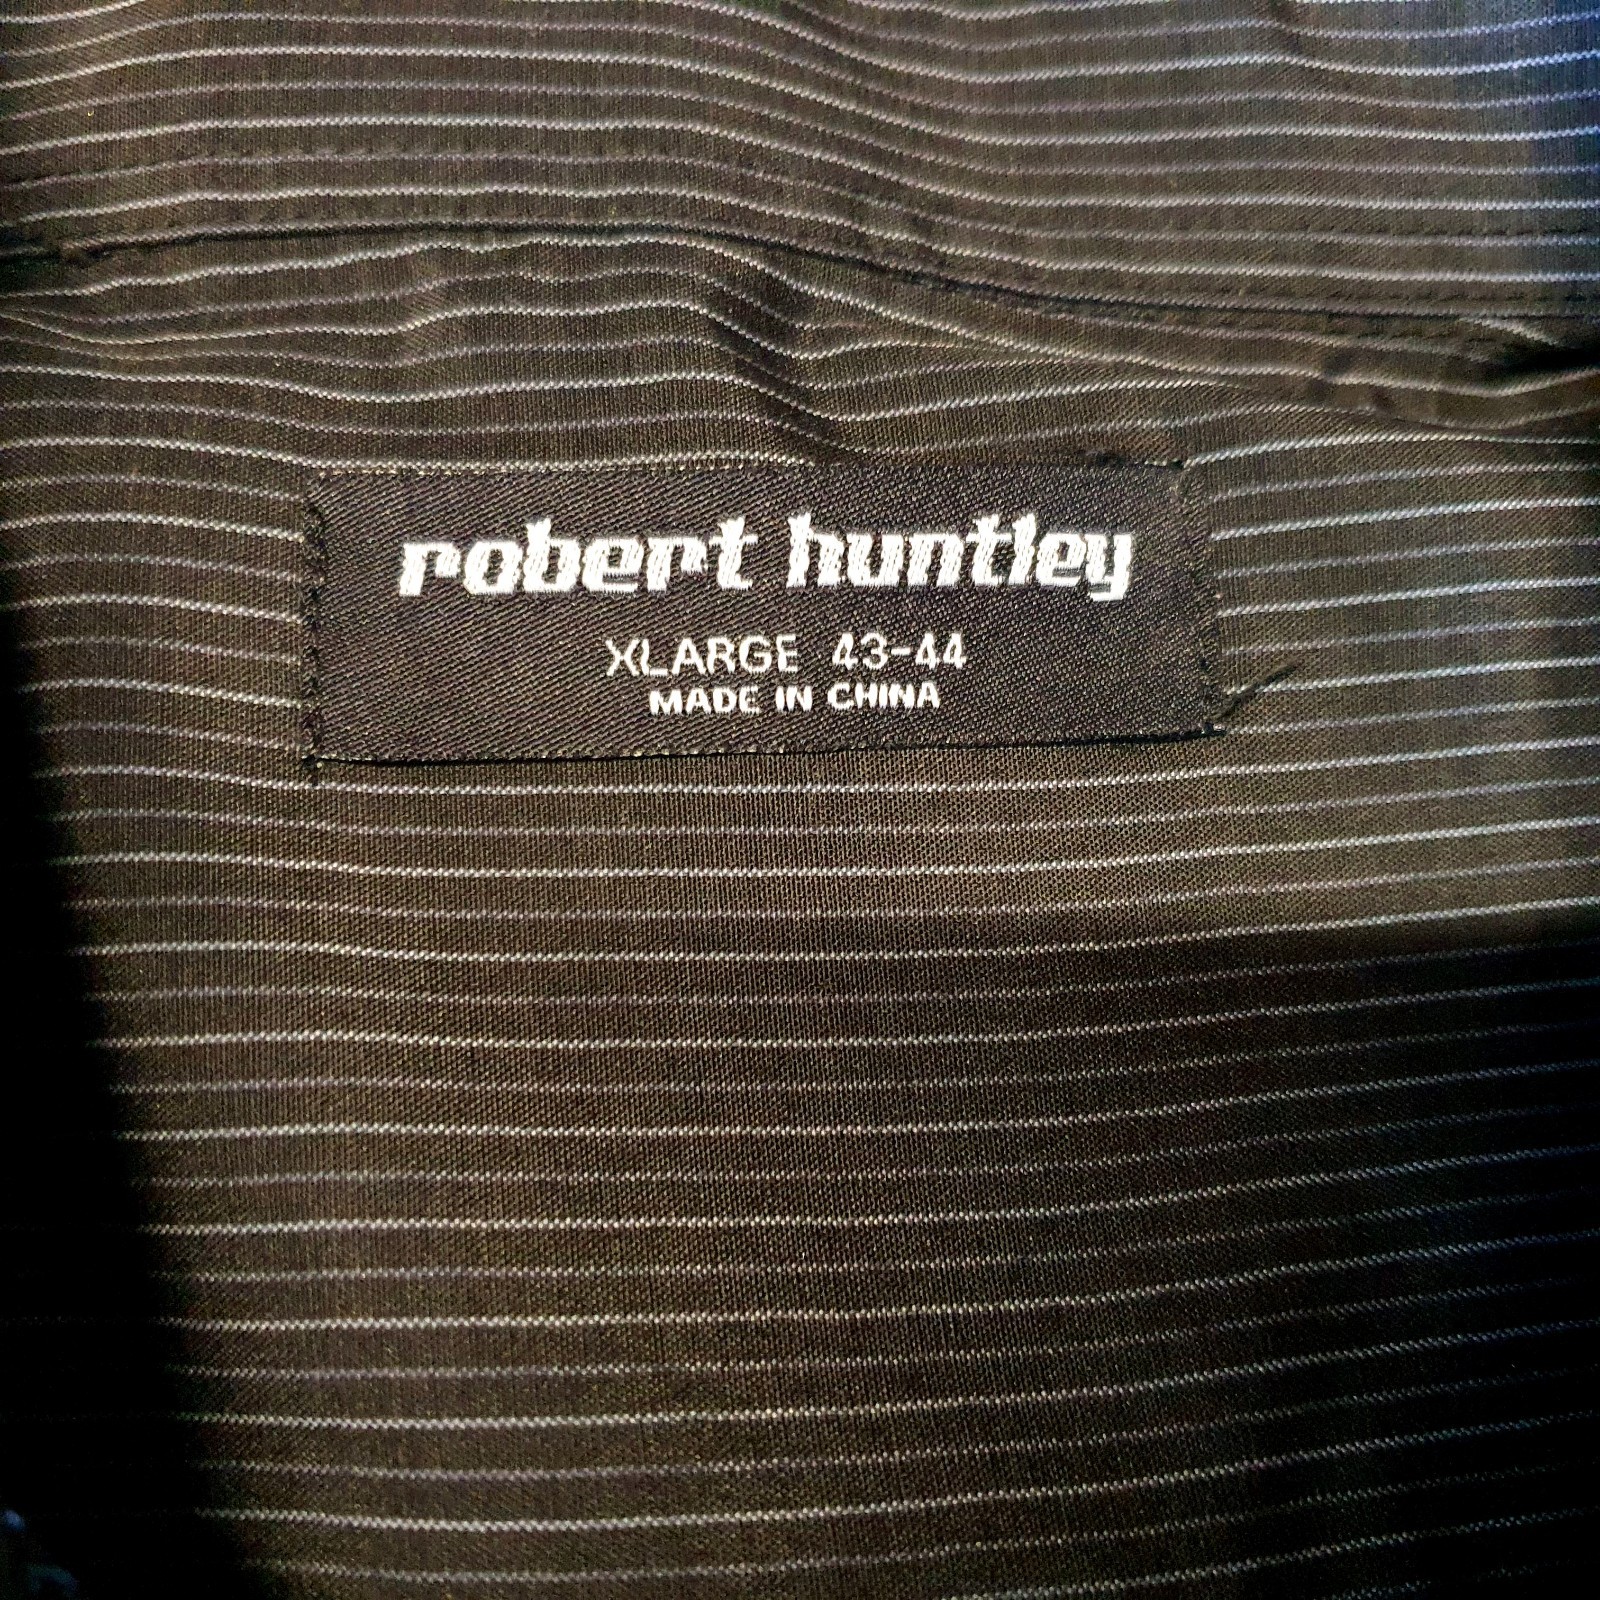 robert huntley
XLARGE 43-44
MADE IN CHINA